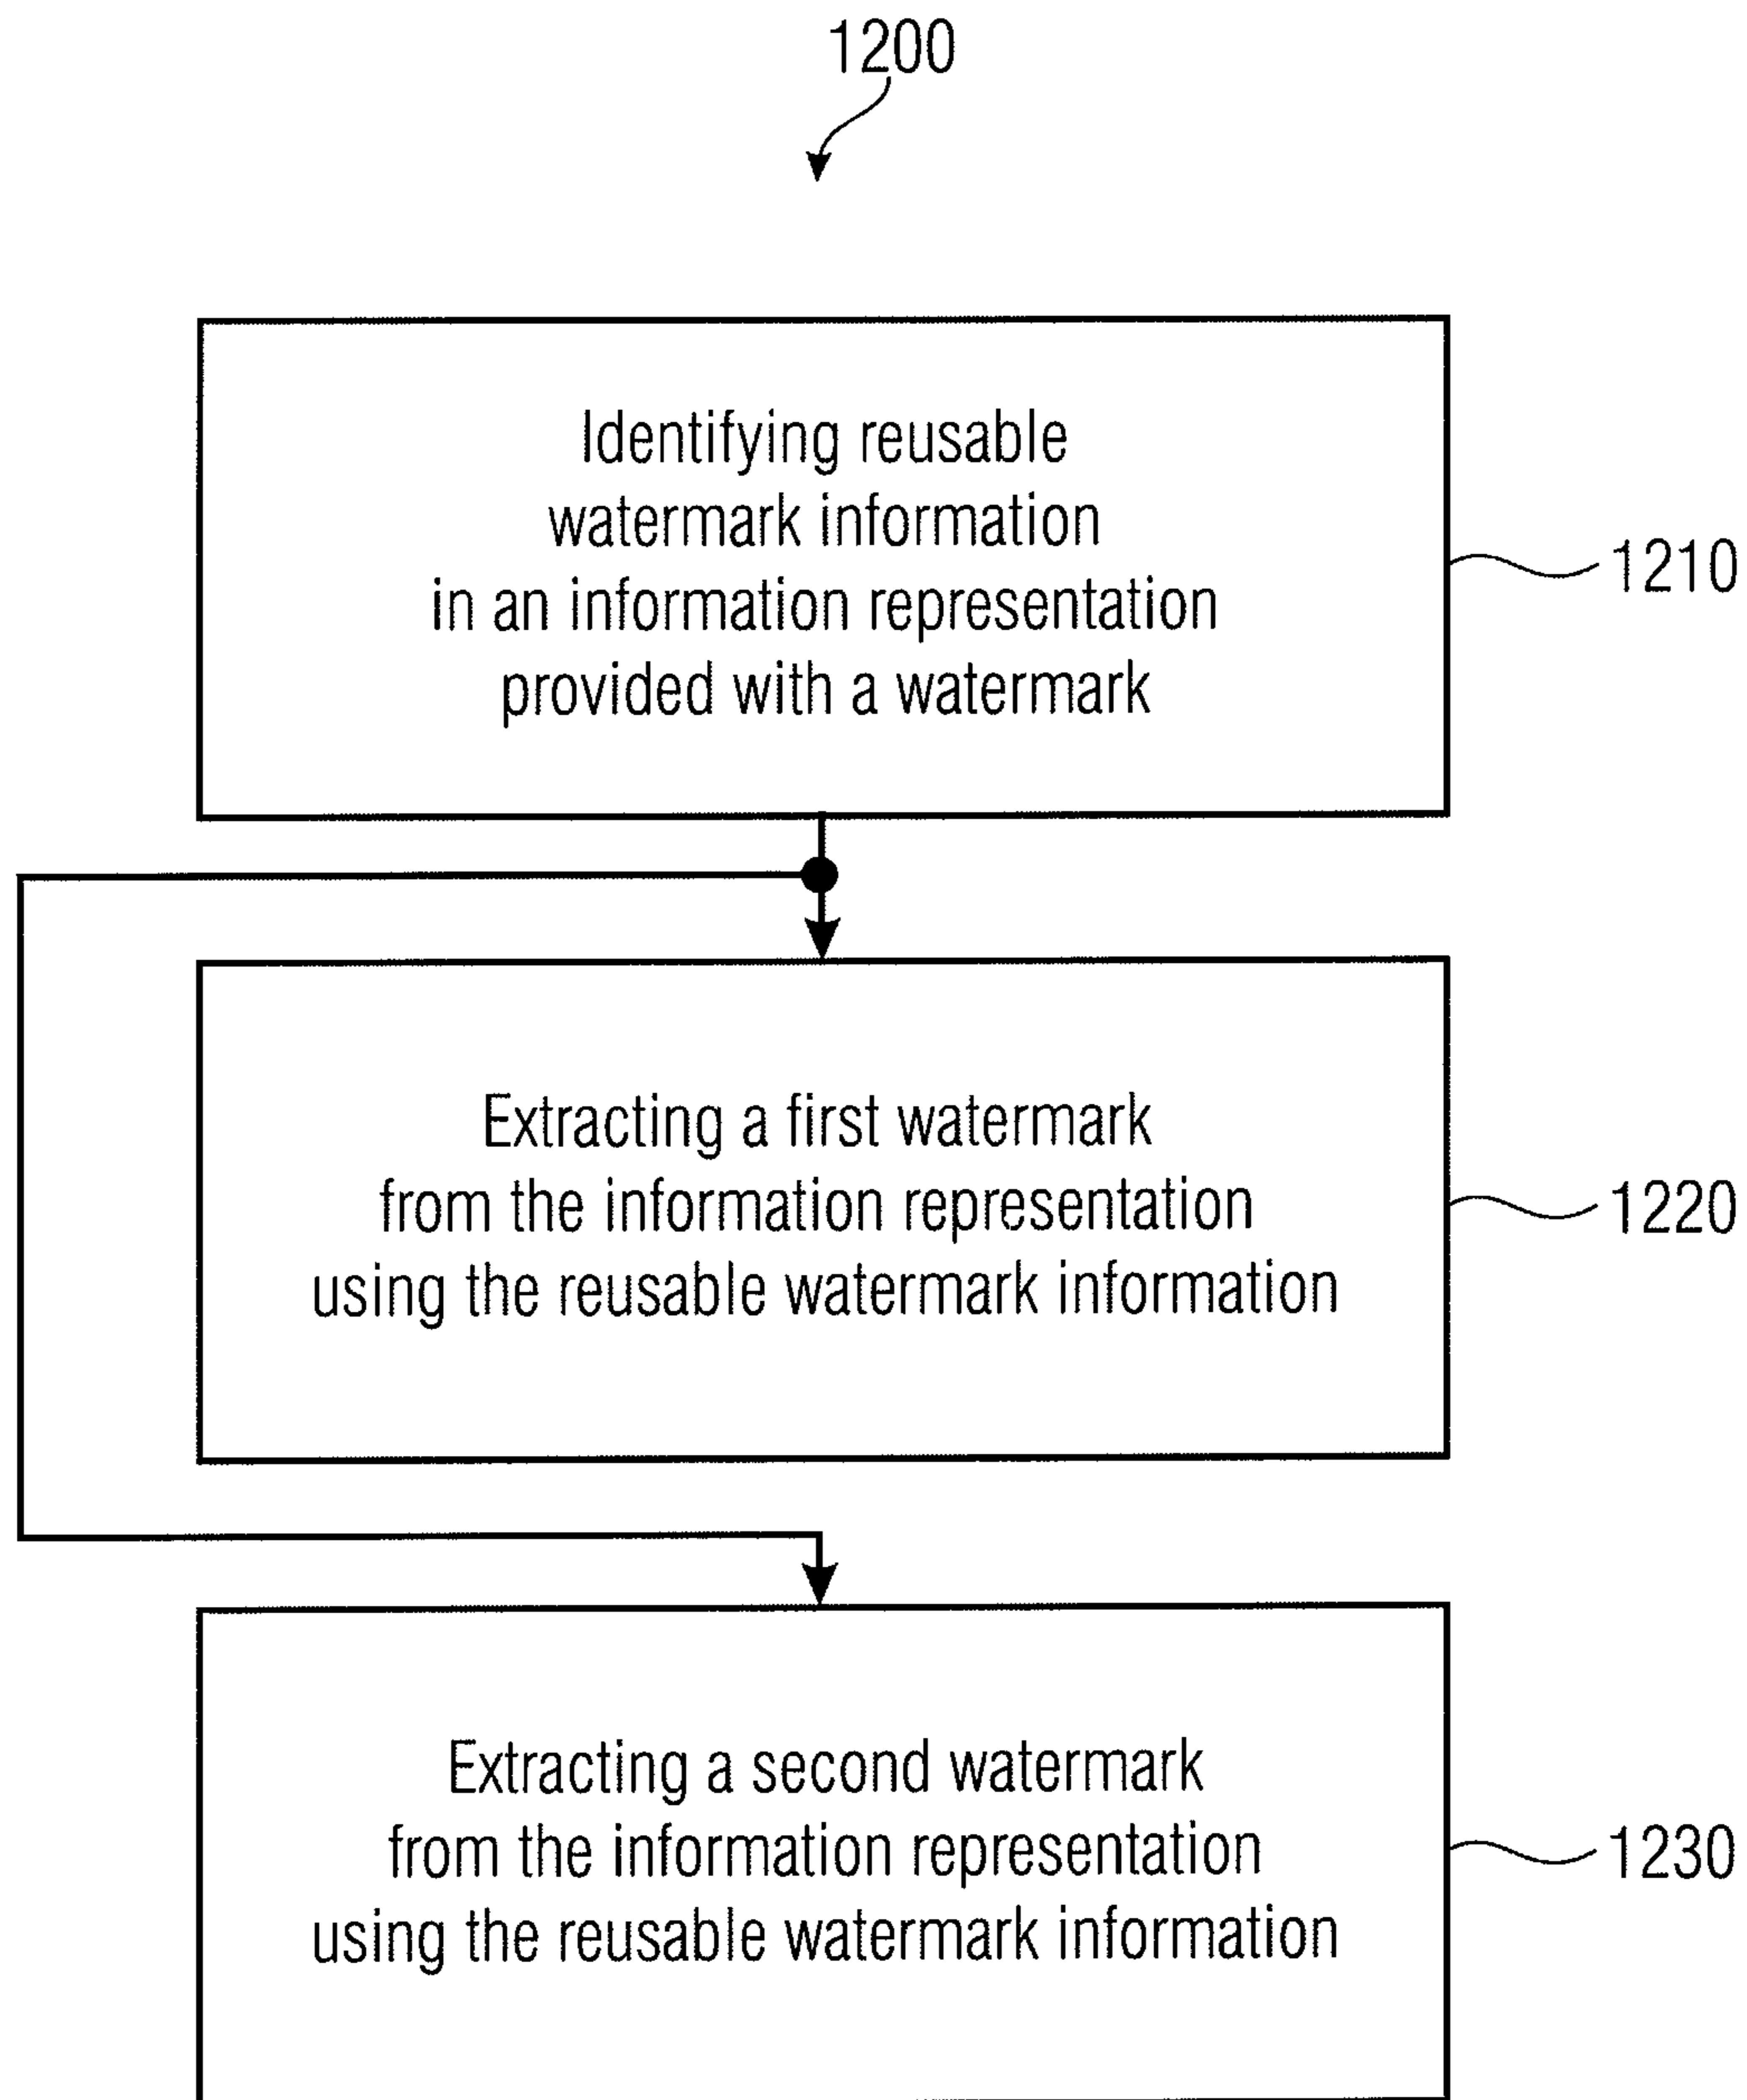 1200
Identifying reusable
watermark information
in an information representation
provided with a watermark
1210
Extracting a first watermark
from the information representation
using the reusable watermark information
1220
Extracting a second watermark
from the information representation
using the reusable watermark information
1230